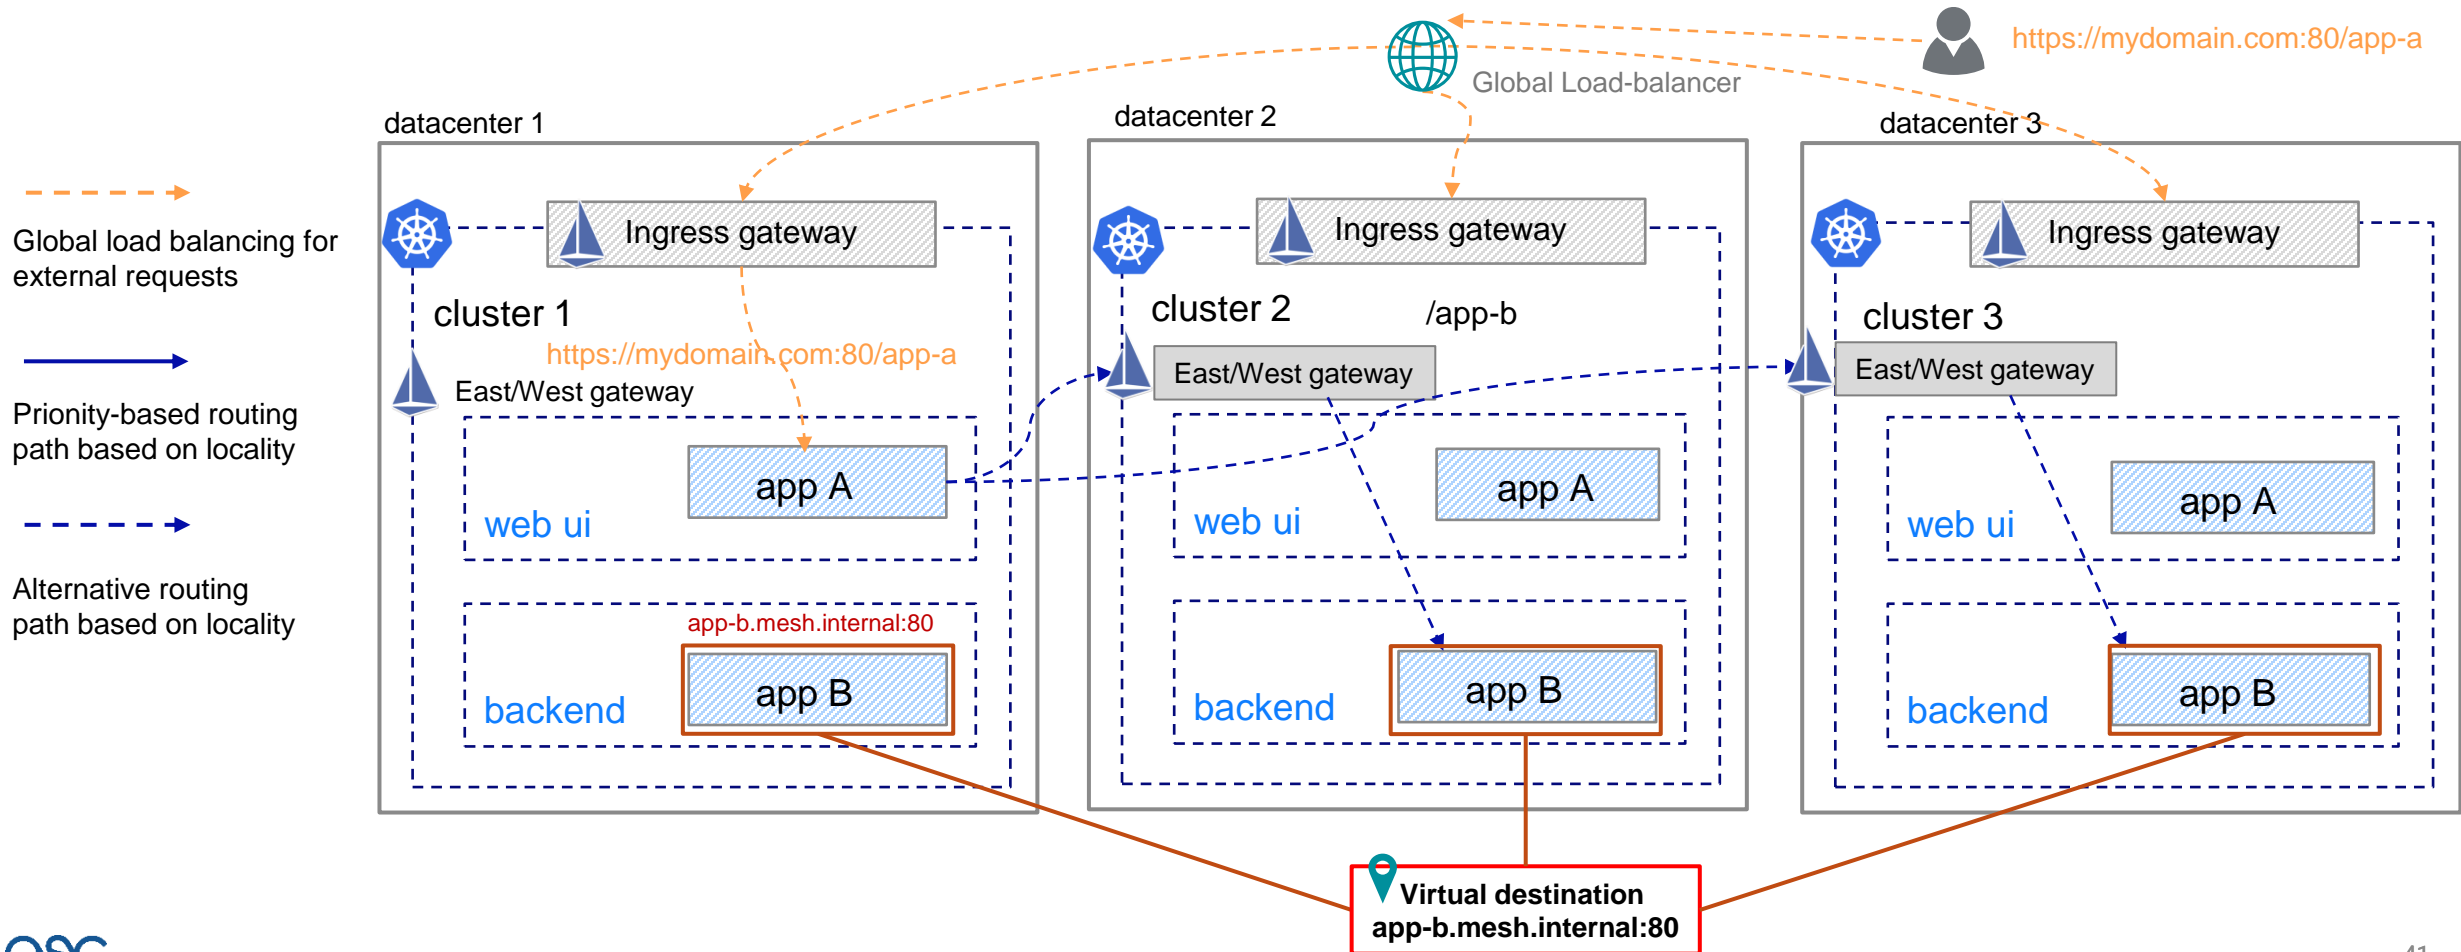 https://mydomain.com:80/app-a
Global Load-balancer
datacenter 1
datacenter 2
datacenter 3
Global load balancing for
external requests
Prionity-based routing
path based on locality
Alternative routing
path based on locality
Ingress gateway
cluster 1
https://mydomain.com:80/app-a
East/West gateway
app A
web ui
app-b.mesh.internal:80
app B
backend
Ingress gateway
cluster 2
/app-b
East/West gateway
app A
web ui
app B
backend
Ingress gateway
cluster 3
East/West gateway
app A
web ui
app B
backend
Virtual destination
app-b.mesh.internal:80